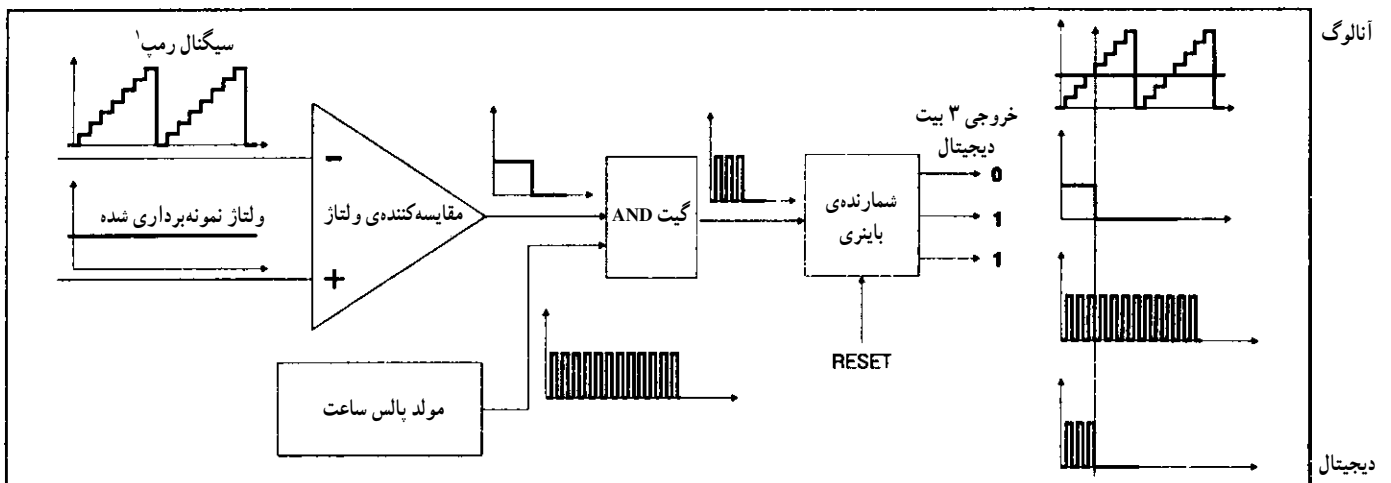 آنالوگ
سیگنال رمپ۱
خروجی ۳ بیت
دیجیتال
0
-
مقایسه‌کننده‌ی ولتاژ
گیت AND
شمارنده‌ی
باینری
1
ولتاژ نمونه‌برداری شده
+
1
RESET
مولد پالس ساعت
دیجیتال